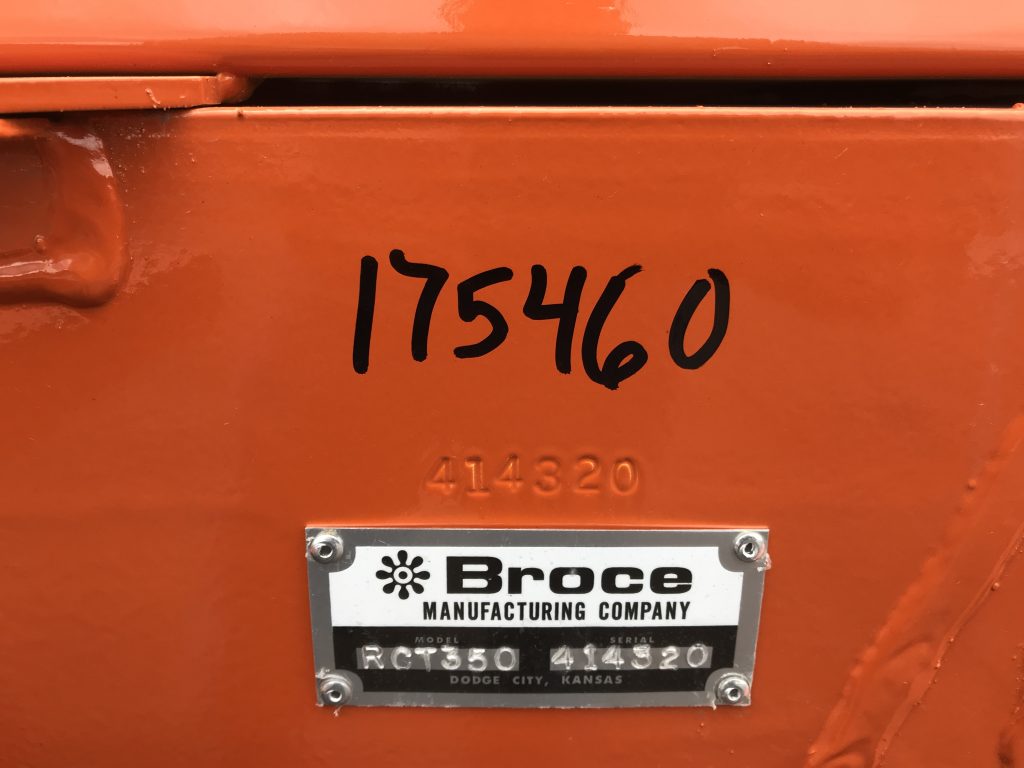 175460
414320
Broce
MANUFACTURING COMPANY
MODEL SERIAL
RCT350 414320
DODGE CITY, KANSAS